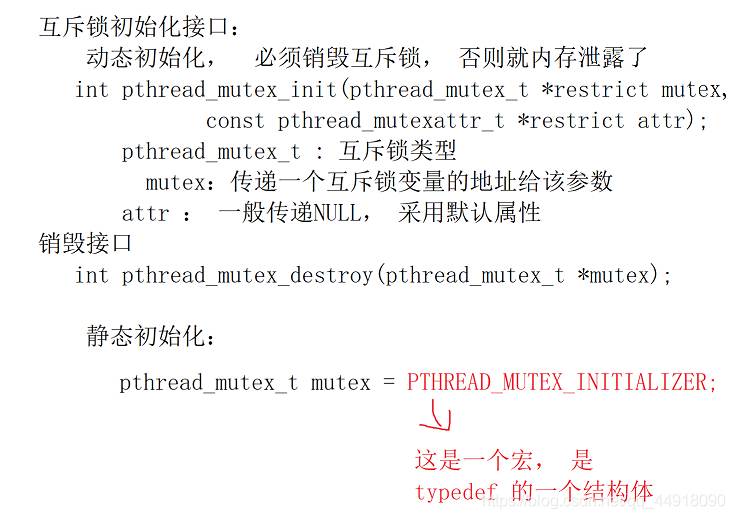 互斥锁初始化接口：
动态初始化， 必须销毁互斥锁， 否则就内存泄露了
int pthread_mutex_init(pthread_mutex_t *restrict mutex,
const pthread_mutexattr_t *restrict attr);
pthread_mutex_t : 互斥锁类型
mutex：传递一个互斥锁变量的地址给该参数
attr ： 一般传递NULL， 采用默认属性
销毁接口
int pthread_mutex_destroy(pthread_mutex_t *mutex);
静态初始化：
pthread_mutex_t mutex = PTHREAD_MUTEX_INITIALIZER;
这是一个宏， 是
typedef 的一个结构体
https://blog.csdn.net/qq_44918090